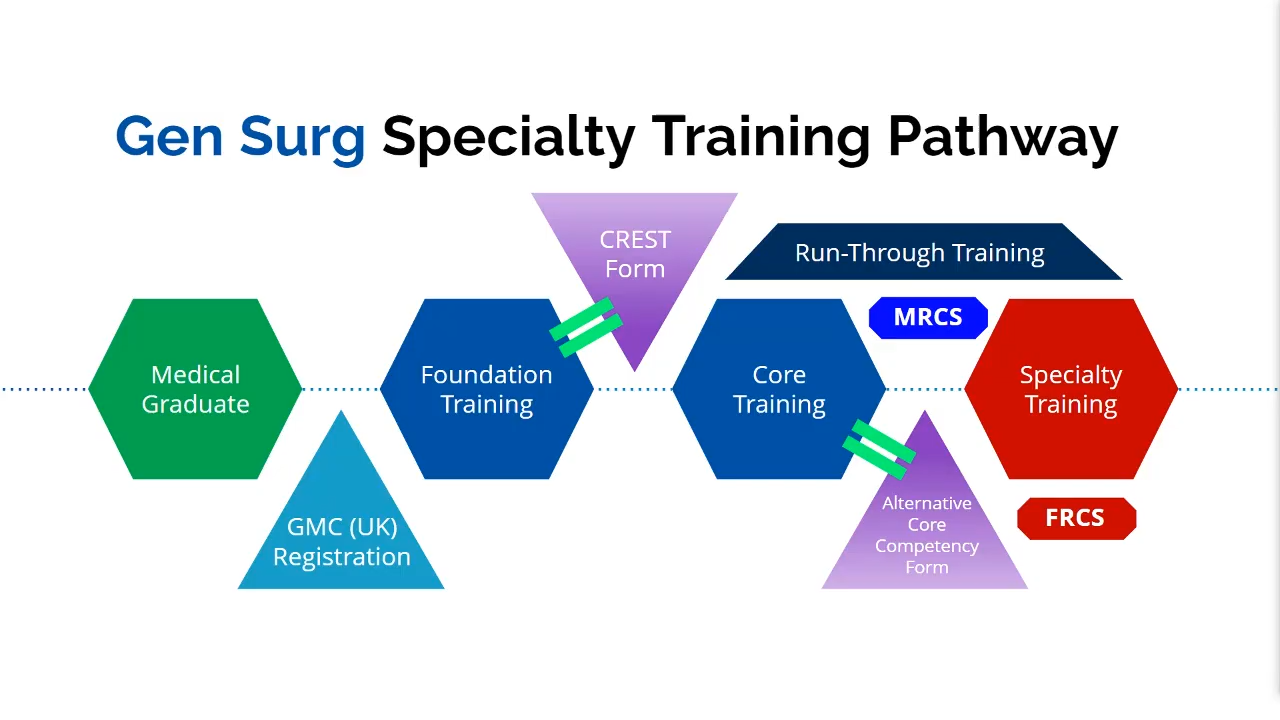 Gen Surg Specialty Training Pathway
CREST
Form
Run-Through Training
MRCS
Medical
Graduate
Foundation
Training
Core
Training
Specialty
Training
GMC (UK)
Registration
Alternative
Core
Competency
Form
FRCS